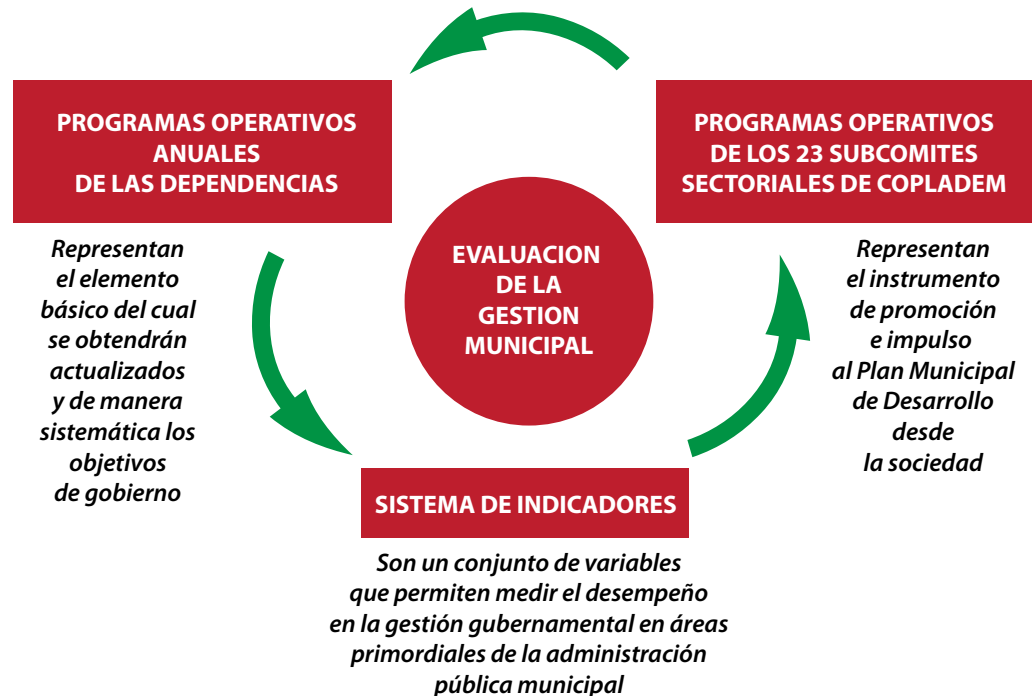 PROGRAMAS OPERATIVOS
ANUALES
DE LAS DEPENDENCIAS
Representan
el elemento
básico del cual
se obtendrán
actualizados
y de manera
sistemática los
objetivos
de gobierno
EVALUACION
DE LA
GESTION
MUNICIPAL
PROGRAMAS OPERATIVOS
DE LOS 23 SUBCOMITES
SECTORIALES DE COPLADEM
Representan
el instrumento
de promoción
e impulso
al Plan Municipal
de Desarrollo
desde
la sociedad
SISTEMA DE INDICADORES
Son un conjunto de variables
que permiten medir el desempeño
en la gestión gubernamental en áreas
primordiales de la administración
pública municipal